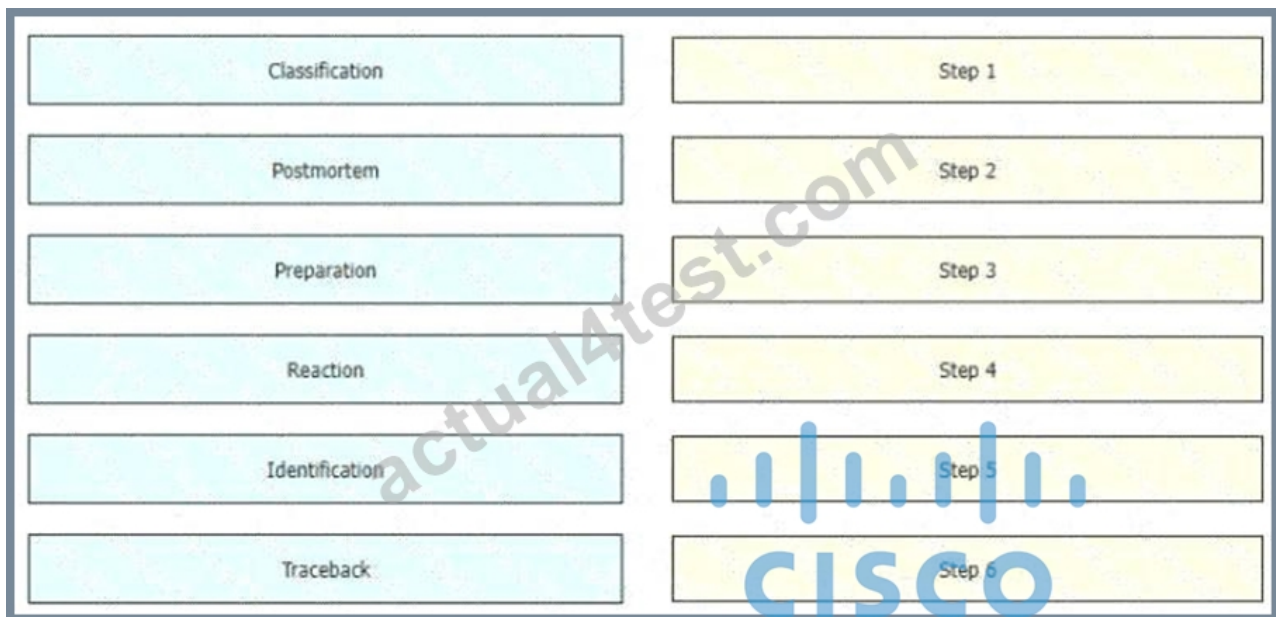 Classification Step 1
Postmortem Step 2
Preparation Step 3
Reaction Step 4
Identification Step 5
Traceback Step 6
actual4test.com
CISCO